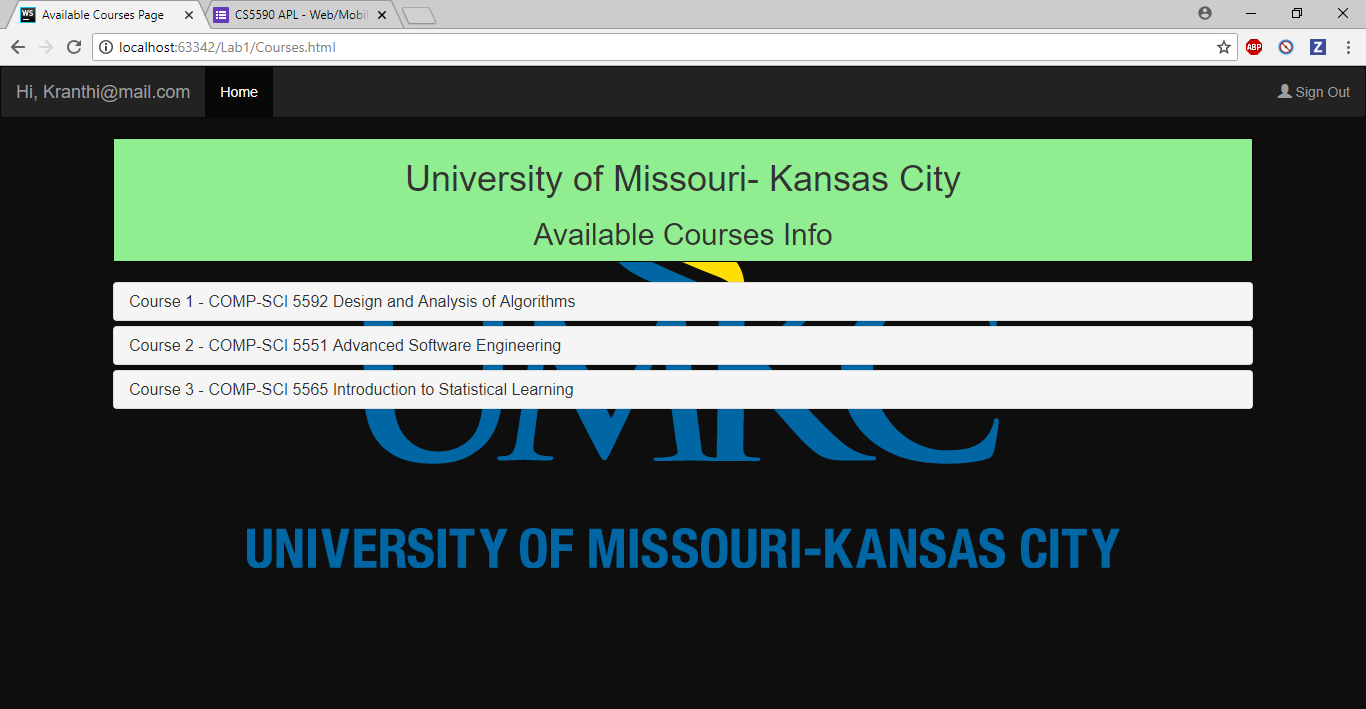 Available Courses Page
CS5590 APL - Web/Mobil
localhost:63342/Lab1/Courses.html
ABP
Z
Hi, Kranthi@mail.com
Home
Sign Out
University of Missouri- Kansas City
Available Courses Info
Course 1 - COMP-SCI 5592 Design and Analysis of Algorithms
Course 2 - COMP-SCI 5551 Advanced Software Engineering
Course 3 - COMP-SCI 5565 Introduction to Statistical Learning
UMKC
UNIVERSITY OF MISSOURI-KANSAS CITY